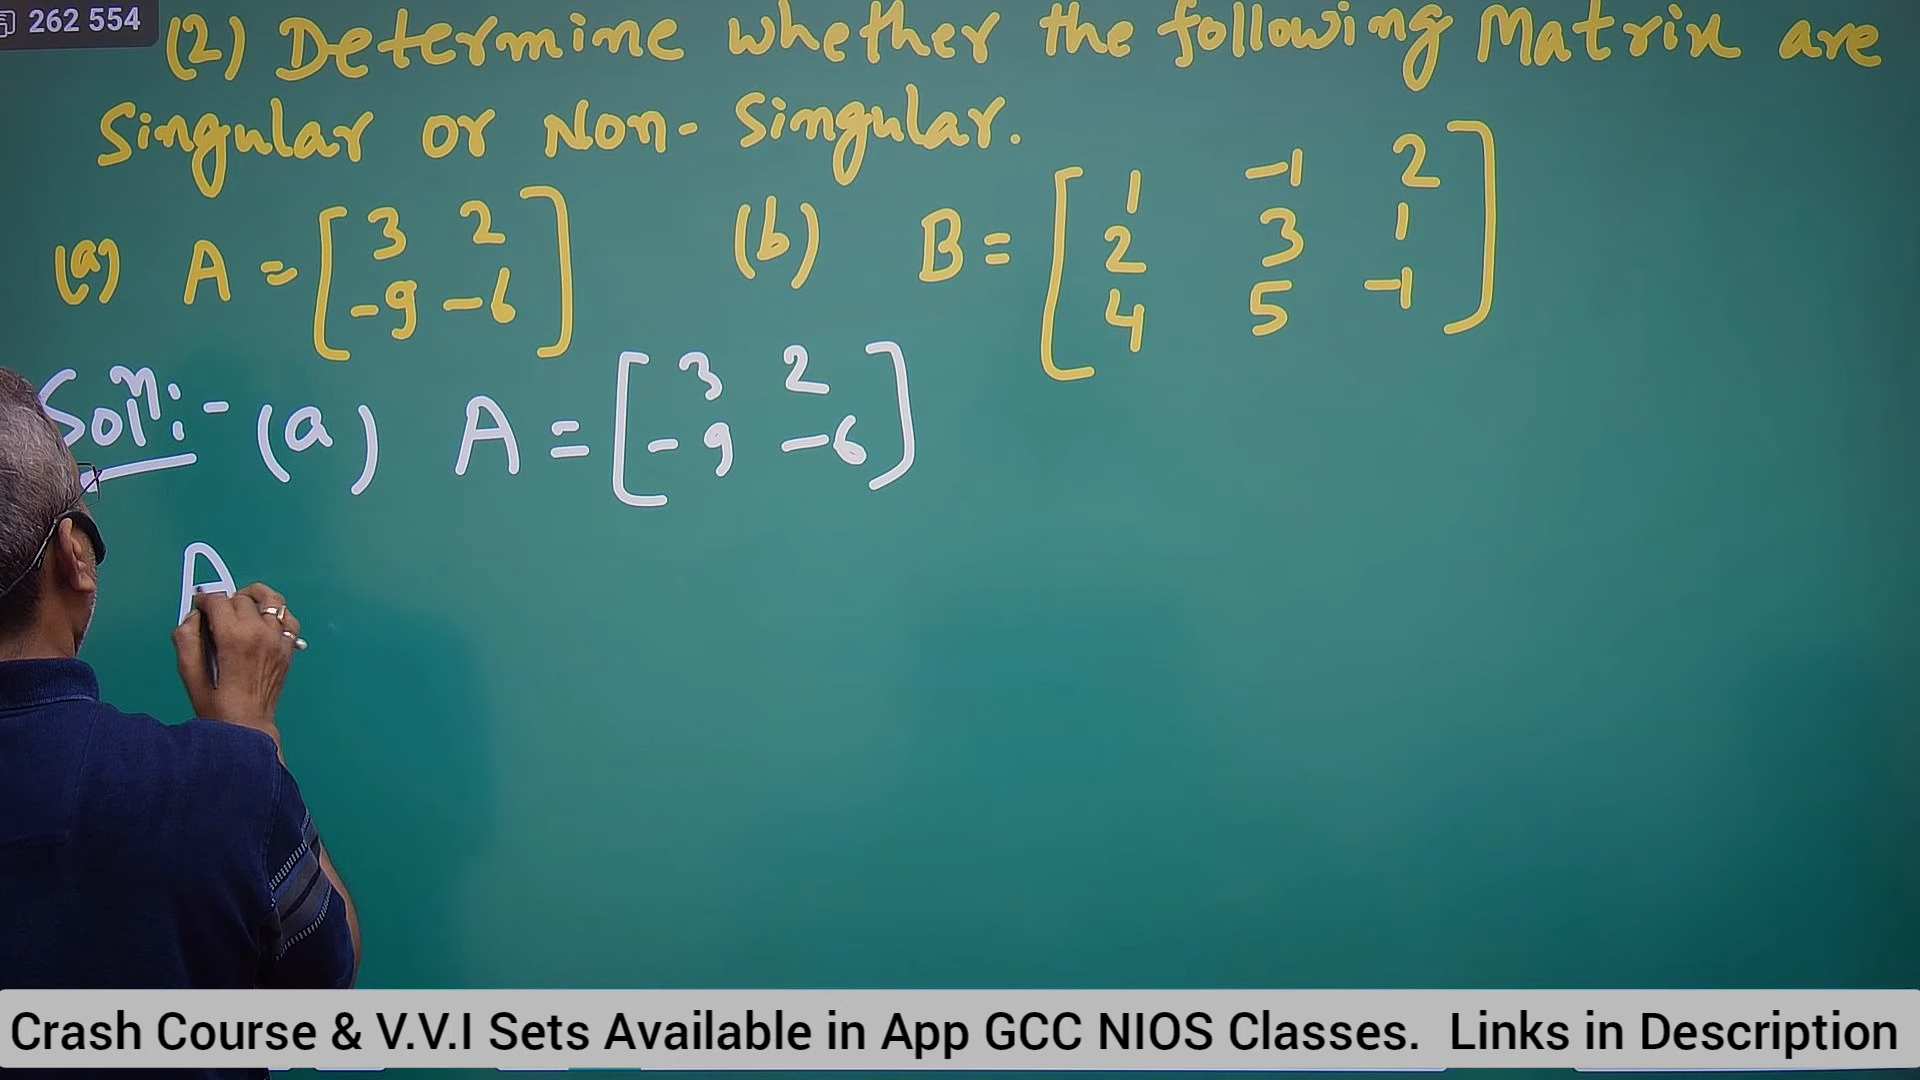 262 554
(2) Determine whether the following Matrix are
Singular or Non-Singular.
(a) A = [3 2
-9 -6] (b) B = [1 -1 2
2 3 1
4 5 -1]
Solⁿ:- (a) A = [3 2
-9 -6]
A
Crash Course & V.V.I Sets Available in App GCC NIOS Classes. Links in Description